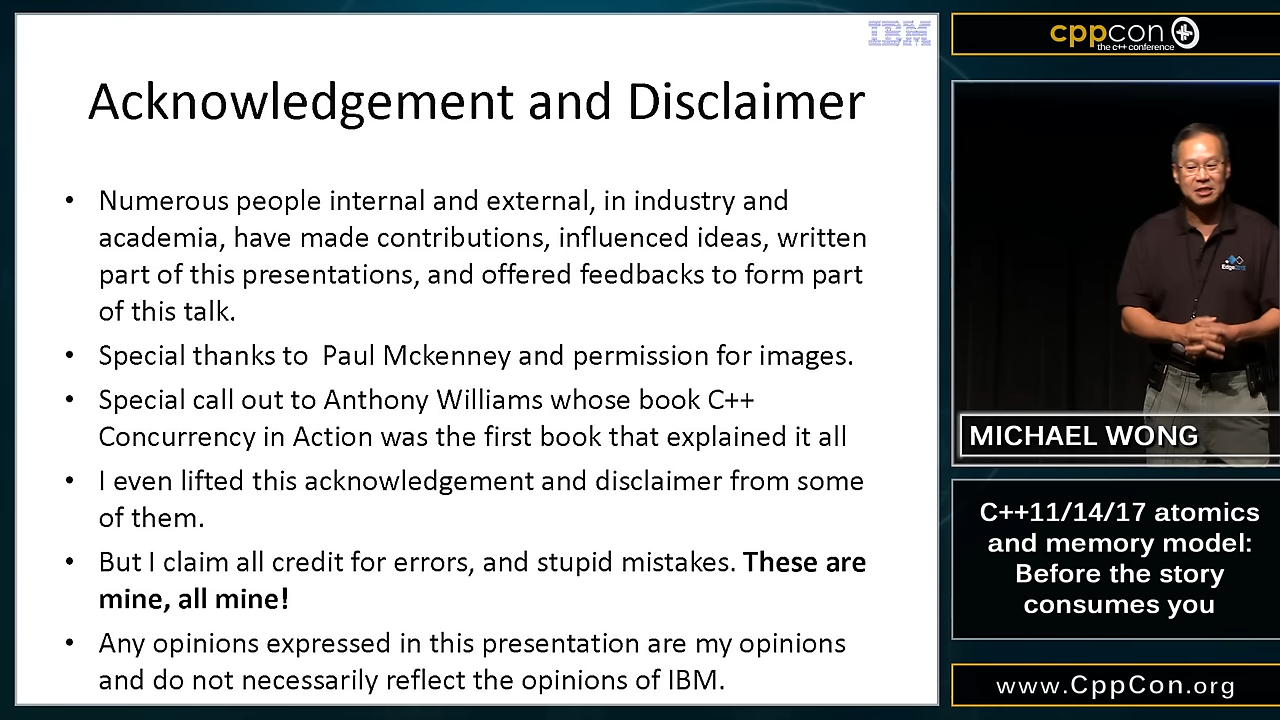 IBM
Acknowledgement and Disclaimer
• Numerous people internal and external, in industry and
academia, have made contributions, influenced ideas, written
part of this presentations, and offered feedbacks to form part
of this talk.
• Special thanks to  Paul Mckenney and permission for images.
• Special call out to Anthony Williams whose book C++
Concurrency in Action was the first book that explained it all
• I even lifted this acknowledgement and disclaimer from some
of them.
• But I claim all credit for errors, and stupid mistakes. These are
mine, all mine!
• Any opinions expressed in this presentation are my opinions
and do not necessarily reflect the opinions of IBM.
cppcon
the c++ conference
MICHAEL WONG
C++11/14/17 atomics
and memory model:
Before the story
consumes you
www.CppCon.org